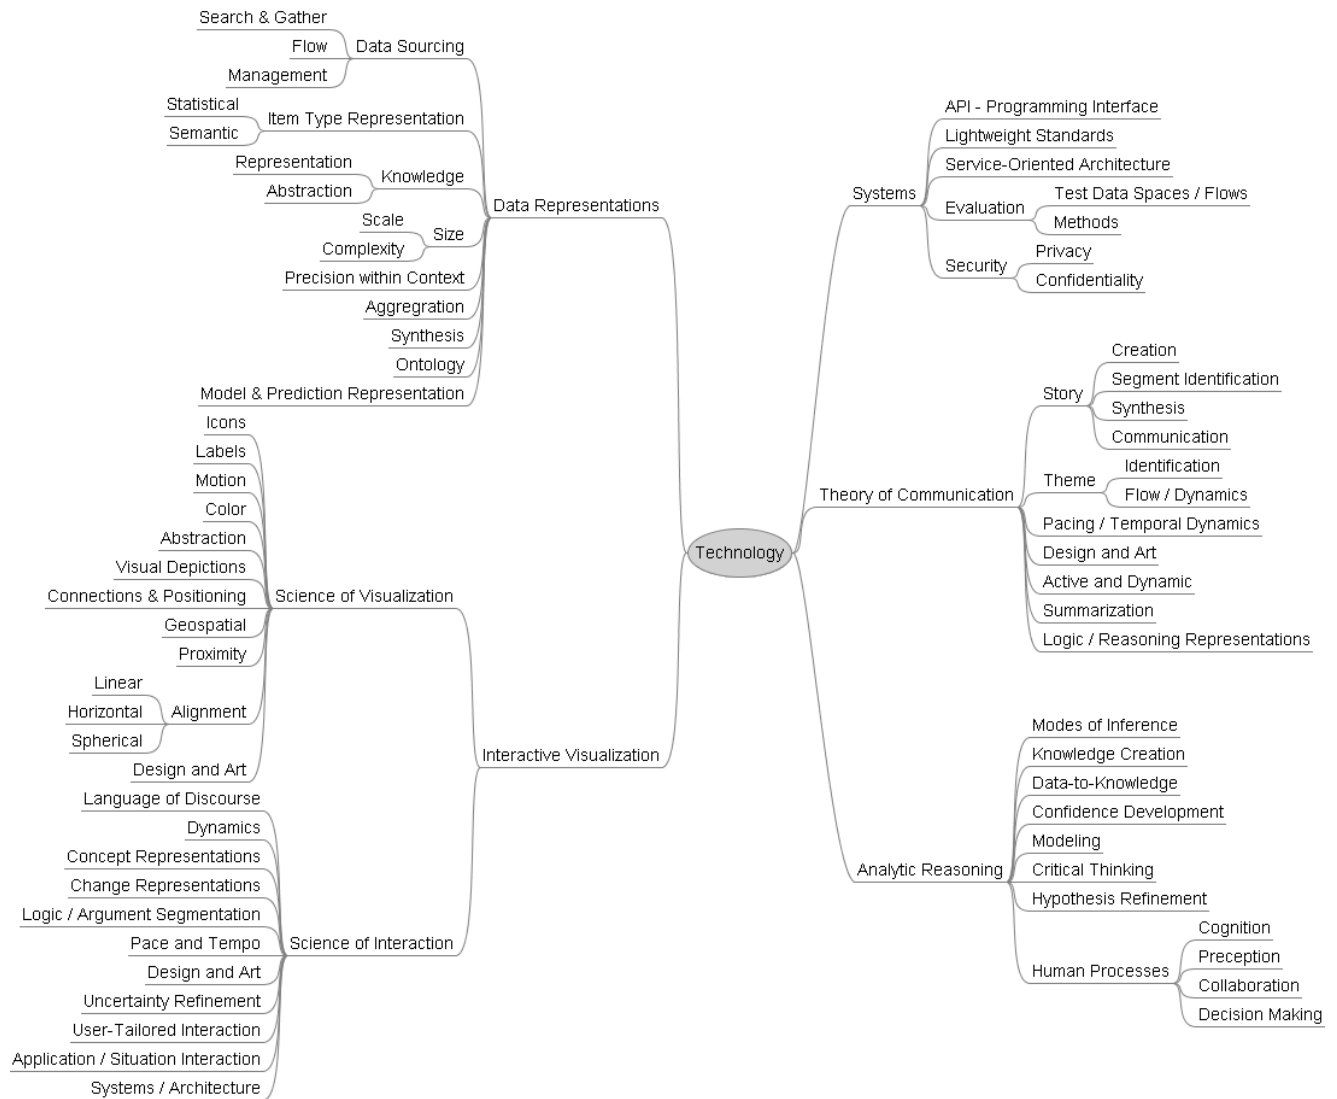 Technology
Data Representations
Data Sourcing
Search & Gather
Flow
Management
Item Type Representation
Statistical
Semantic
Knowledge
Representation
Abstraction
Size
Scale
Complexity
Precision within Context
Aggregration
Synthesis
Ontology
Model & Prediction Representation
Interactive Visualization
Science of Visualization
Icons
Labels
Motion
Color
Abstraction
Visual Depictions
Connections & Positioning
Geospatial
Proximity
Alignment
Linear
Horizontal
Spherical
Design and Art
Science of Interaction
Language of Discourse
Dynamics
Concept Representations
Change Representations
Logic / Argument Segmentation
Pace and Tempo
Design and Art
Uncertainty Refinement
User-Tailored Interaction
Application / Situation Interaction
Systems / Architecture
Systems
API - Programming Interface
Lightweight Standards
Service-Oriented Architecture
Evaluation
Test Data Spaces / Flows
Methods
Security
Privacy
Confidentiality
Theory of Communication
Story
Creation
Segment Identification
Synthesis
Communication
Theme
Identification
Flow / Dynamics
Pacing / Temporal Dynamics
Design and Art
Active and Dynamic
Summarization
Logic / Reasoning Representations
Analytic Reasoning
Modes of Inference
Knowledge Creation
Data-to-Knowledge
Confidence Development
Modeling
Critical Thinking
Hypothesis Refinement
Human Processes
Cognition
Preception
Collaboration
Decision Making